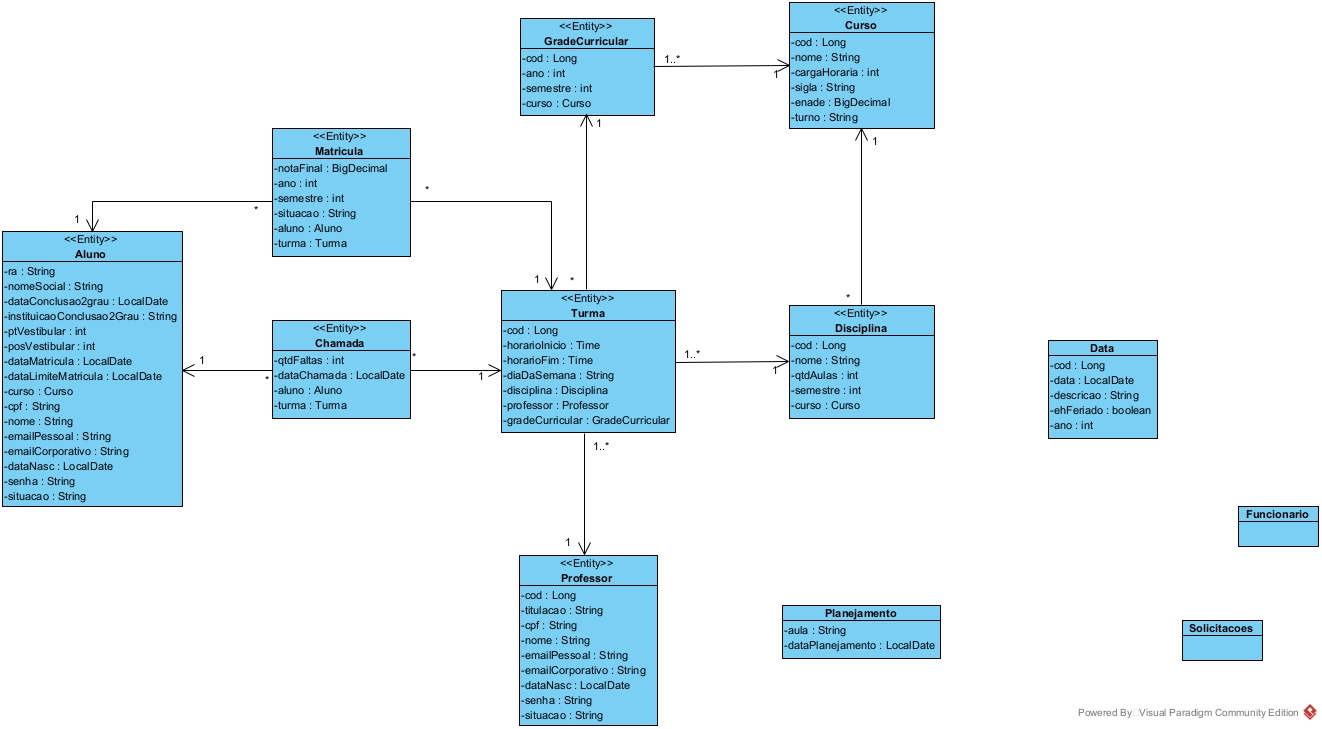 <<Entity>>
GradeCurricular
-cod : Long
-ano : int
-semestre : int
-curso : Curso
1..*
1
<<Entity>>
Curso
-cod : Long
-nome : String
-cargaHoraria : int
-sigla : String
-enade : BigDecimal
-turno : String
1
1
<<Entity>>
Matricula
-notaFinal : BigDecimal
-ano : int
-semestre : int
-situacao : String
-aluno : Aluno
-turma : Turma
*
*
1
1
*
*
<<Entity>>
Aluno
-ra : String
-nomeSocial : String
-dataConclusao2grau : LocalDate
-instituicaoConclusao2Grau : String
-ptVestibular : int
-posVestibular : int
-dataMatricula : LocalDate
-dataLimiteMatricula : LocalDate
-curso : Curso
-cpf : String
-nome : String
-emailPessoal : String
-emailCorporativo : String
-dataNasc : LocalDate
-senha : String
-situacao : String
1
*
<<Entity>>
Chamada
-qtdFaltas : int
-dataChamada : LocalDate
-aluno : Aluno
-turma : Turma
*
1
<<Entity>>
Turma
-cod : Long
-horarioInicio : Time
-horarioFim : Time
-diaDaSemana : String
-disciplina : Disciplina
-professor : Professor
-gradeCurricular : GradeCurricular
1..*
1
<<Entity>>
Disciplina
-cod : Long
-nome : String
-qtdAulas : int
-semestre : int
-curso : Curso
Data
-cod : Long
-data : LocalDate
-descricao : String
-ehFeriado : boolean
-ano : int
1..*
1
<<Entity>>
Professor
-cod : Long
-titulacao : String
-cpf : String
-nome : String
-emailPessoal : String
-emailCorporativo : String
-dataNasc : LocalDate
-senha : String
-situacao : String
Funcionario
Planejamento
-aula : String
-dataPlanejamento : LocalDate
Solicitacoes
Powered By□Visual Paradigm Community Edition